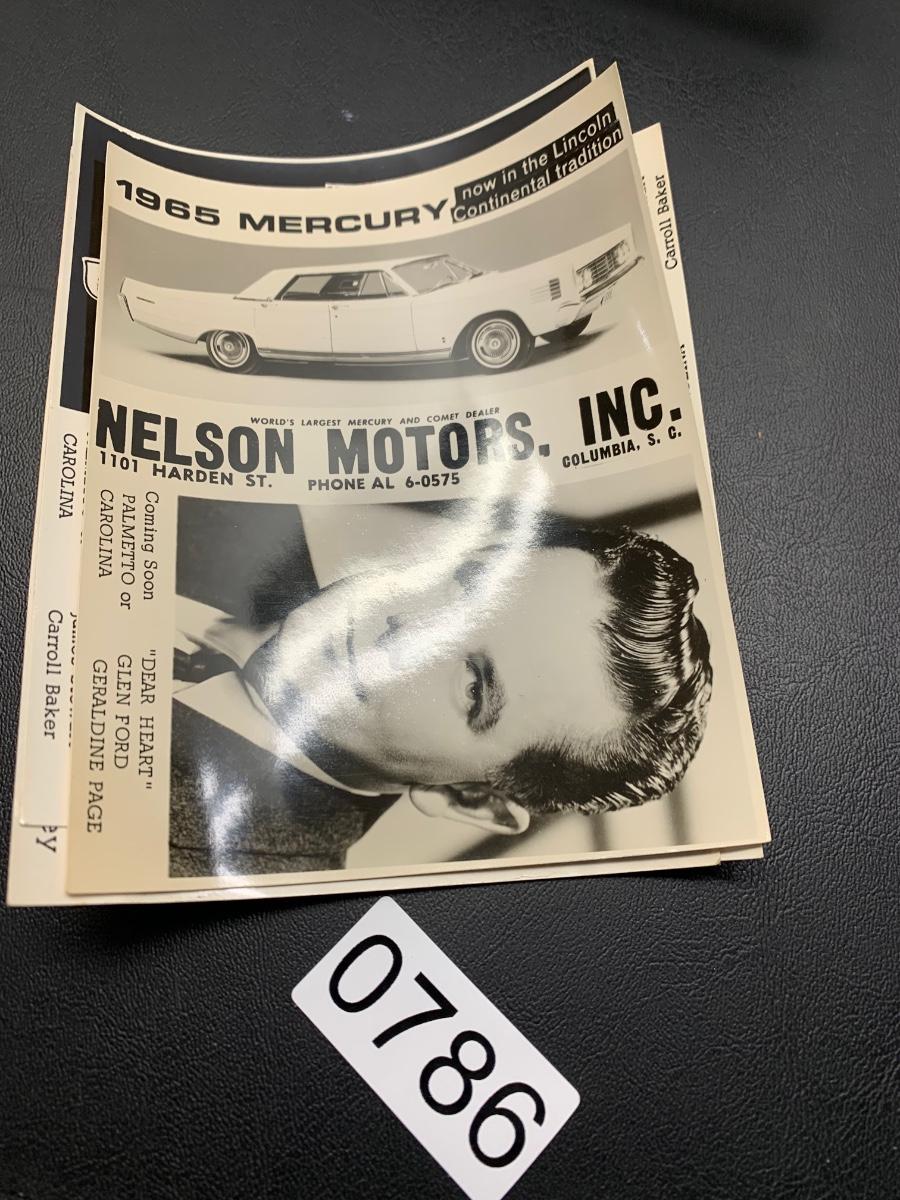 1965 MERCURY
now in the Lincoln
Continental tradition
WORLD'S LARGEST MERCURY AND COMET DEALER
NELSON MOTORS, INC.
1101 HARDEN ST. PHONE AL 6-0575 COLUMBIA, S. C.
Coming Soon "DEAR HEART"
PALMETTO or GLEN FORD
CAROLINA GERALDINE PAGE
CAROLINA
Carroll Baker
Carroll Baker
0786